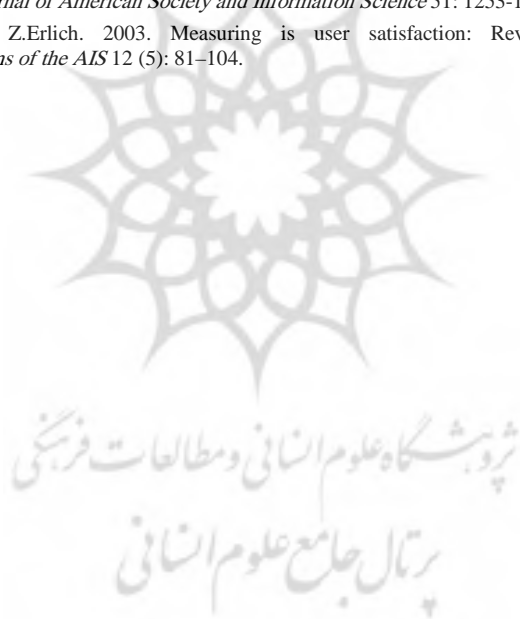 rnal of American Society and Information Science 51: 1253-1
Z.Erlich. 2003. Measuring is user satisfaction: Rev
ns of the AIS 12 (5): 81–104.
پژوهشگاه علوم انسانی و مطالعات فرهنگی
پرتال جامع علوم انسانی